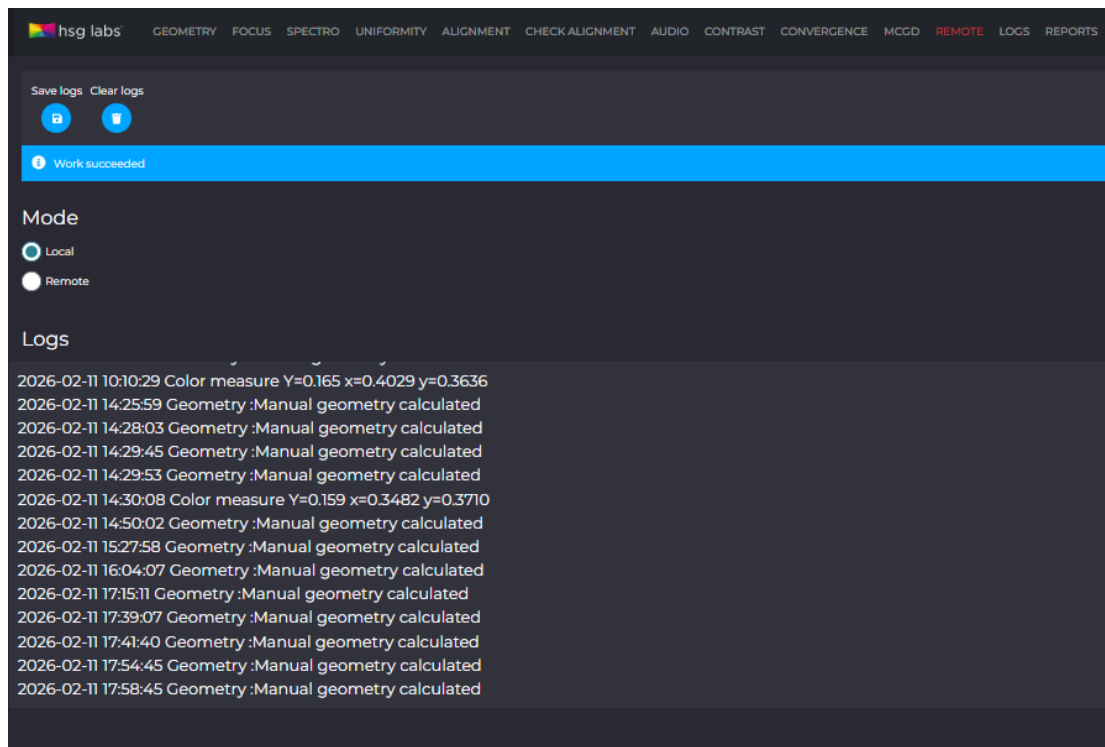 hsg labs
GEOMETRY FOCUS SPECTRO UNIFORMITY ALIGNMENT CHECK ALIGNMENT AUDIO CONTRAST CONVERGENCE MCGD REMOTE LOGS REPORTS
Save logs Clear logs
Work succeeded
Mode
Local
Remote
Logs
2026-02-11 10:10:29 Color measure Y=0.165 x=0.4029 y=0.3636
2026-02-11 14:25:59 Geometry :Manual geometry calculated
2026-02-11 14:28:03 Geometry :Manual geometry calculated
2026-02-11 14:29:45 Geometry :Manual geometry calculated
2026-02-11 14:29:53 Geometry :Manual geometry calculated
2026-02-11 14:30:08 Color measure Y=0.159 x=0.3482 y=0.3710
2026-02-11 14:50:02 Geometry :Manual geometry calculated
2026-02-11 15:27:58 Geometry :Manual geometry calculated
2026-02-11 16:04:07 Geometry :Manual geometry calculated
2026-02-11 17:15:11 Geometry :Manual geometry calculated
2026-02-11 17:39:07 Geometry :Manual geometry calculated
2026-02-11 17:41:40 Geometry :Manual geometry calculated
2026-02-11 17:54:45 Geometry :Manual geometry calculated
2026-02-11 17:58:45 Geometry :Manual geometry calculated